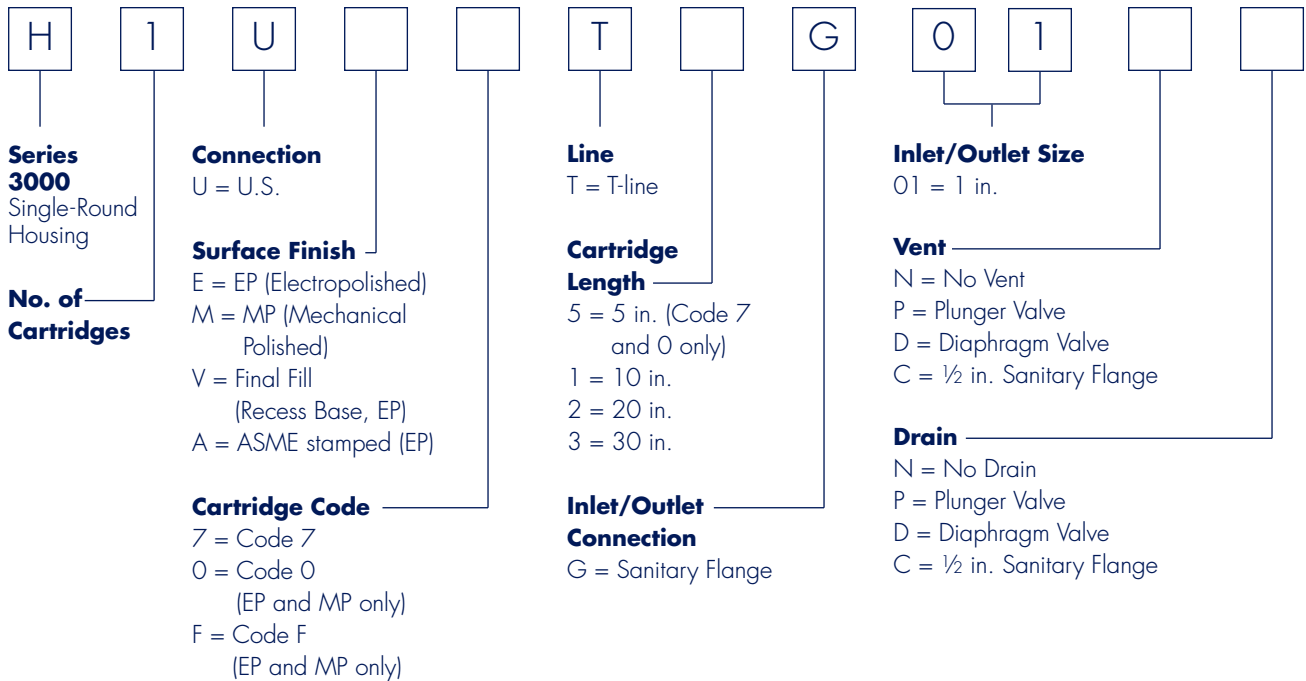 H 1 U T G 0 1
Series
3000
Single-Round
Housing
No. of
Cartridges
Connection
U = U.S.
Surface Finish
E = EP (Electropolished)
M = MP (Mechanical
Polished)
V = Final Fill
(Recess Base, EP)
A = ASME stamped (EP)
Cartridge Code
7 = Code 7
0 = Code 0
(EP and MP only)
F = Code F
(EP and MP only)
Line
T = T-line
Cartridge
Length
5 = 5 in. (Code 7
and 0 only)
1 = 10 in.
2 = 20 in.
3 = 30 in.
Inlet/Outlet
Connection
G = Sanitary Flange
Inlet/Outlet Size
01 = 1 in.
Vent
N = No Vent
P = Plunger Valve
D = Diaphragm Valve
C = ½ in. Sanitary Flange
Drain
N = No Drain
P = Plunger Valve
D = Diaphragm Valve
C = ½ in. Sanitary Flange